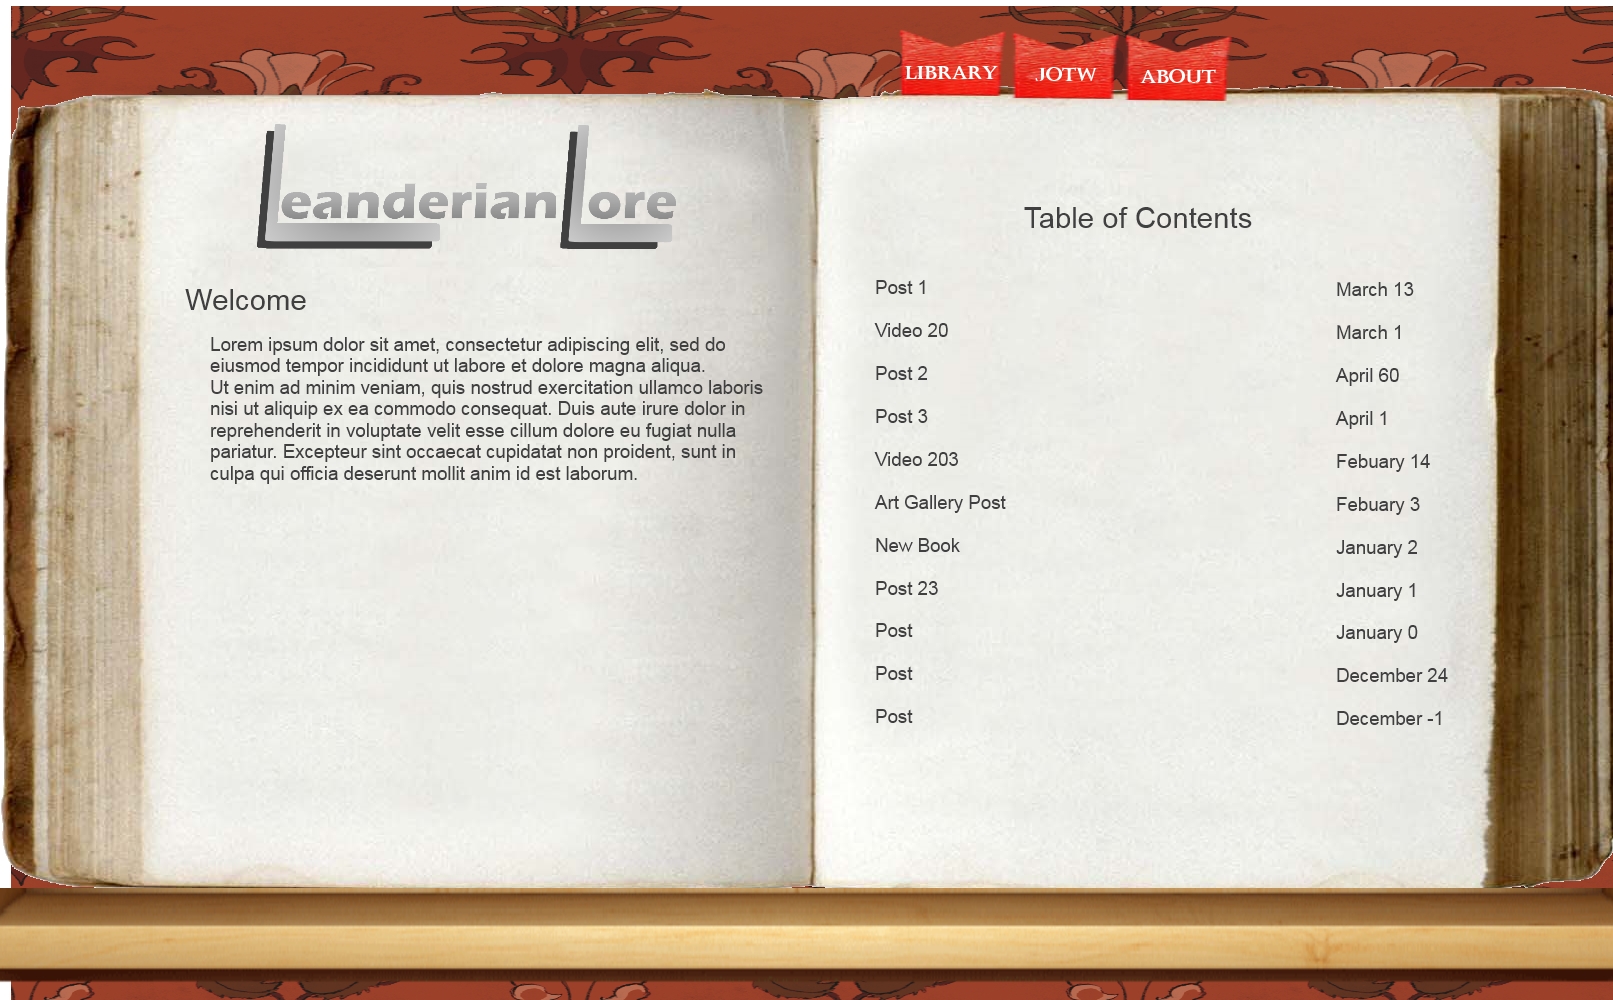 LIBRARY JOTW ABOUT
Leanderian Lore
Welcome
Lorem ipsum dolor sit amet, consectetur adipiscing elit, sed do
eiusmod tempor incididunt ut labore et dolore magna aliqua.
Ut enim ad minim veniam, quis nostrud exercitation ullamco laboris
nisi ut aliquip ex ea commodo consequat. Duis aute irure dolor in
reprehenderit in voluptate velit esse cillum dolore eu fugiat nulla
pariatur. Excepteur sint occaecat cupidatat non proident, sunt in
culpa qui officia deserunt mollit anim id est laborum.
Table of Contents
Post 1 March 13
Video 20 March 1
Post 2 April 60
Post 3 April 1
Video 203 Febuary 14
Art Gallery Post Febuary 3
New Book January 2
Post 23 January 1
Post January 0
Post December 24
Post December -1